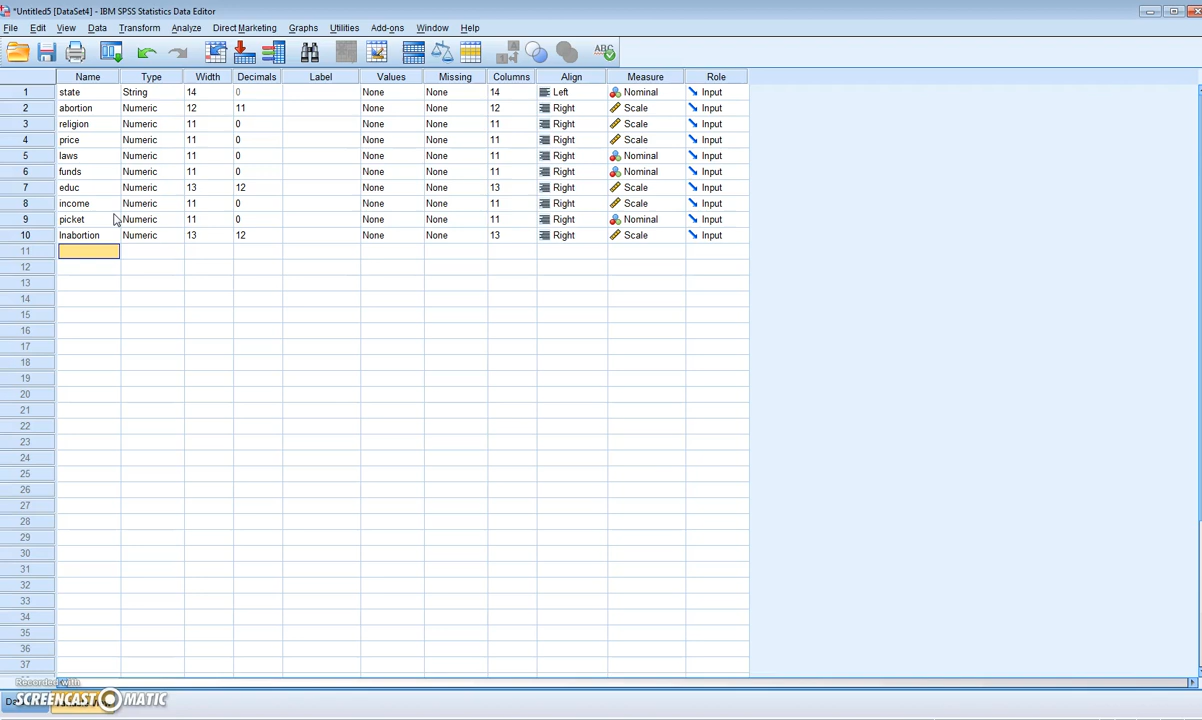 *Untitled5 [DataSet4] - IBM SPSS Statistics Data Editor
File Edit View Data Transform Analyze Direct Marketing Graphs Utilities Add-ons Window Help
Name Type Width Decimals Label Values Missing Columns Align Measure Role
1 state String 14 0 None None 14 Left Nominal Input
2 abortion Numeric 12 11 None None 12 Right Scale Input
3 religion Numeric 11 0 None None 11 Right Scale Input
4 price Numeric 11 0 None None 11 Right Scale Input
5 laws Numeric 11 0 None None 11 Right Nominal Input
6 funds Numeric 11 0 None None 11 Right Nominal Input
7 educ Numeric 13 12 None None 13 Right Scale Input
8 income Numeric 11 0 None None 11 Right Scale Input
9 picket Numeric 11 0 None None 11 Right Nominal Input
10 lnabortion Numeric 13 12 None None 13 Right Scale Input
11
12
13
14
15
16
17
18
19
20
21
22
23
24
25
26
27
28
29
30
31
32
33
34
35
36
37
Recorded with
SCREENCAST MATIC